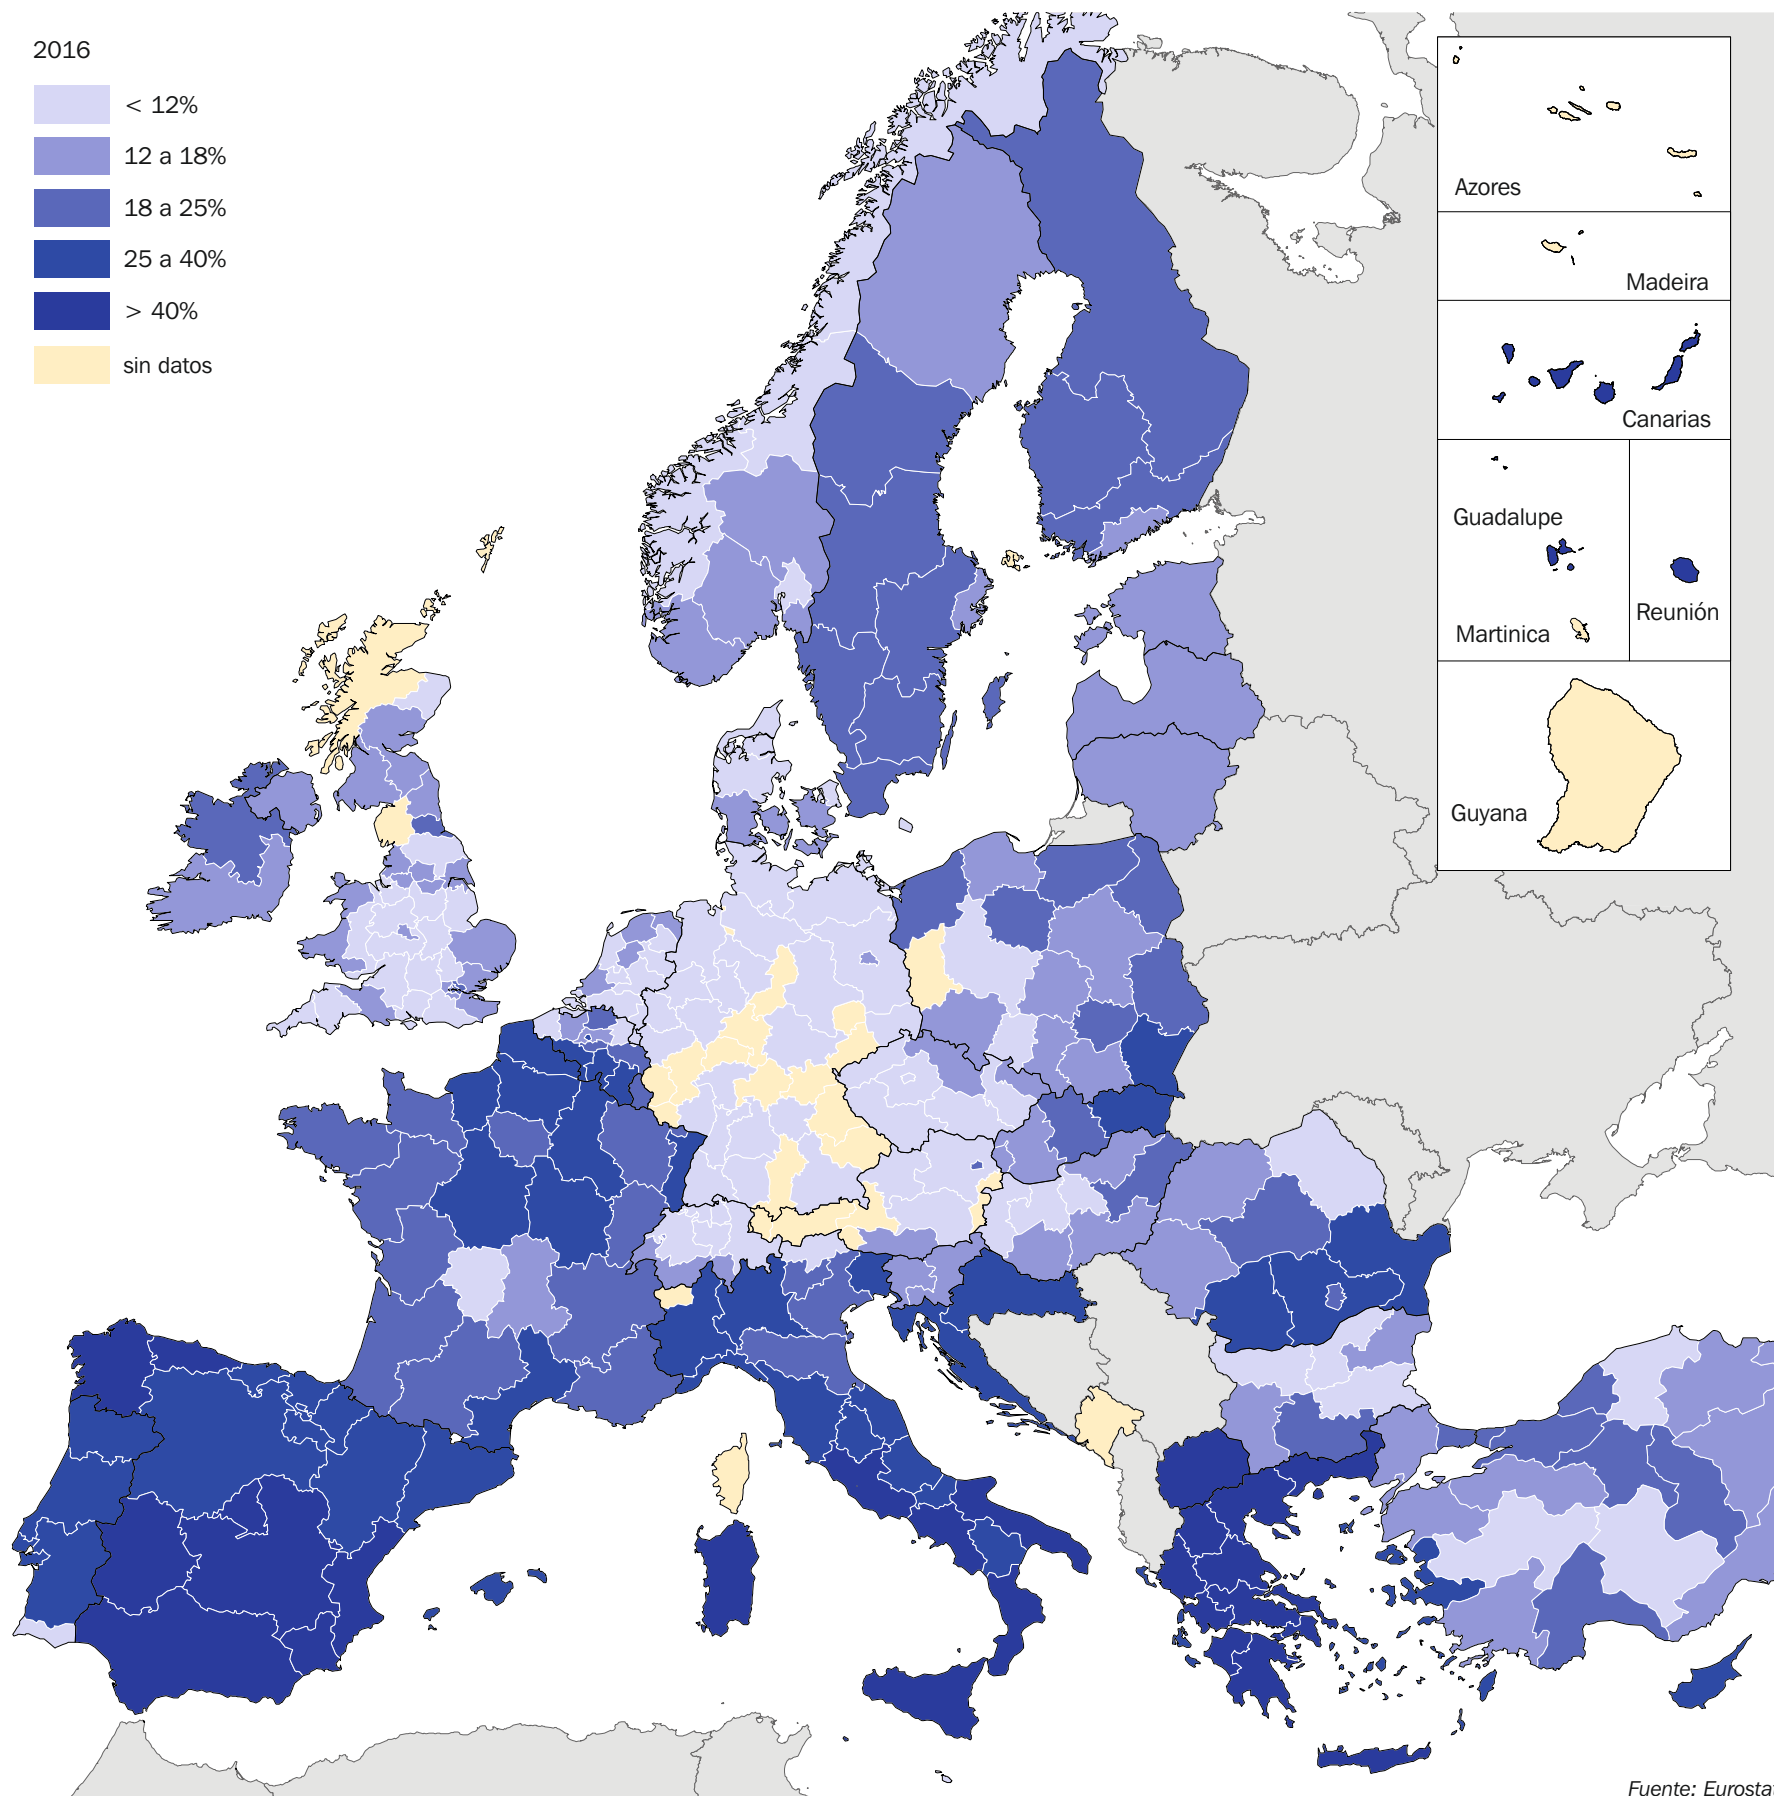 2016
< 12%
12 a 18%
18 a 25%
25 a 40%
> 40%
sin datos
Azores
Madeira
Canarias
Guadalupe
Martinica
Reunión
Guyana
Fuente: Eurostat